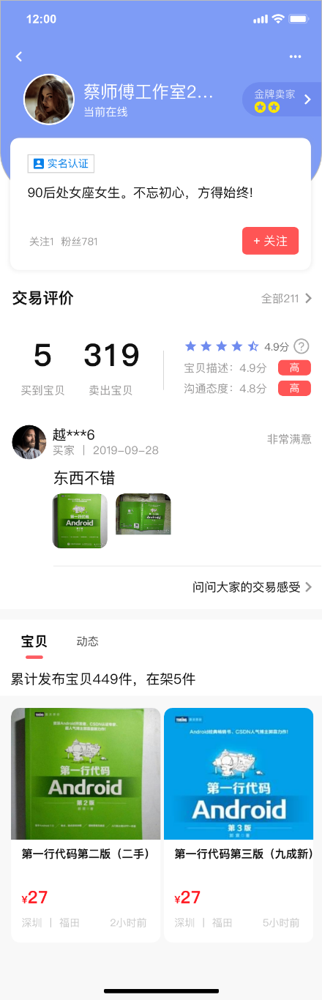 12:00
蔡师傅工作室2...
当前在线
金牌卖家
实名认证
90后处女座女生。不忘初心，方得始终!
关注1 粉丝781
+ 关注
交易评价
全部211
5
319
买到宝贝
卖出宝贝
4.9分
宝贝描述：4.9分
高
沟通态度：4.8分
高
越***6
买家 | 2019-09-28
非常满意
东西不错
第一行代码
Android
第一行代码
Android
问问大家的交易感受
宝贝
动态
累计发布宝贝449件，在架5件
第一行代码
Android
第2版
Android经典畅销书，CSDN人气博主郭霖力作!
第一行代码
Android
第3版
第一行代码第二版（二手）
¥27
深圳 | 福田
2小时前
第一行代码第三版（九成新）
¥27
深圳 | 福田
5小时前